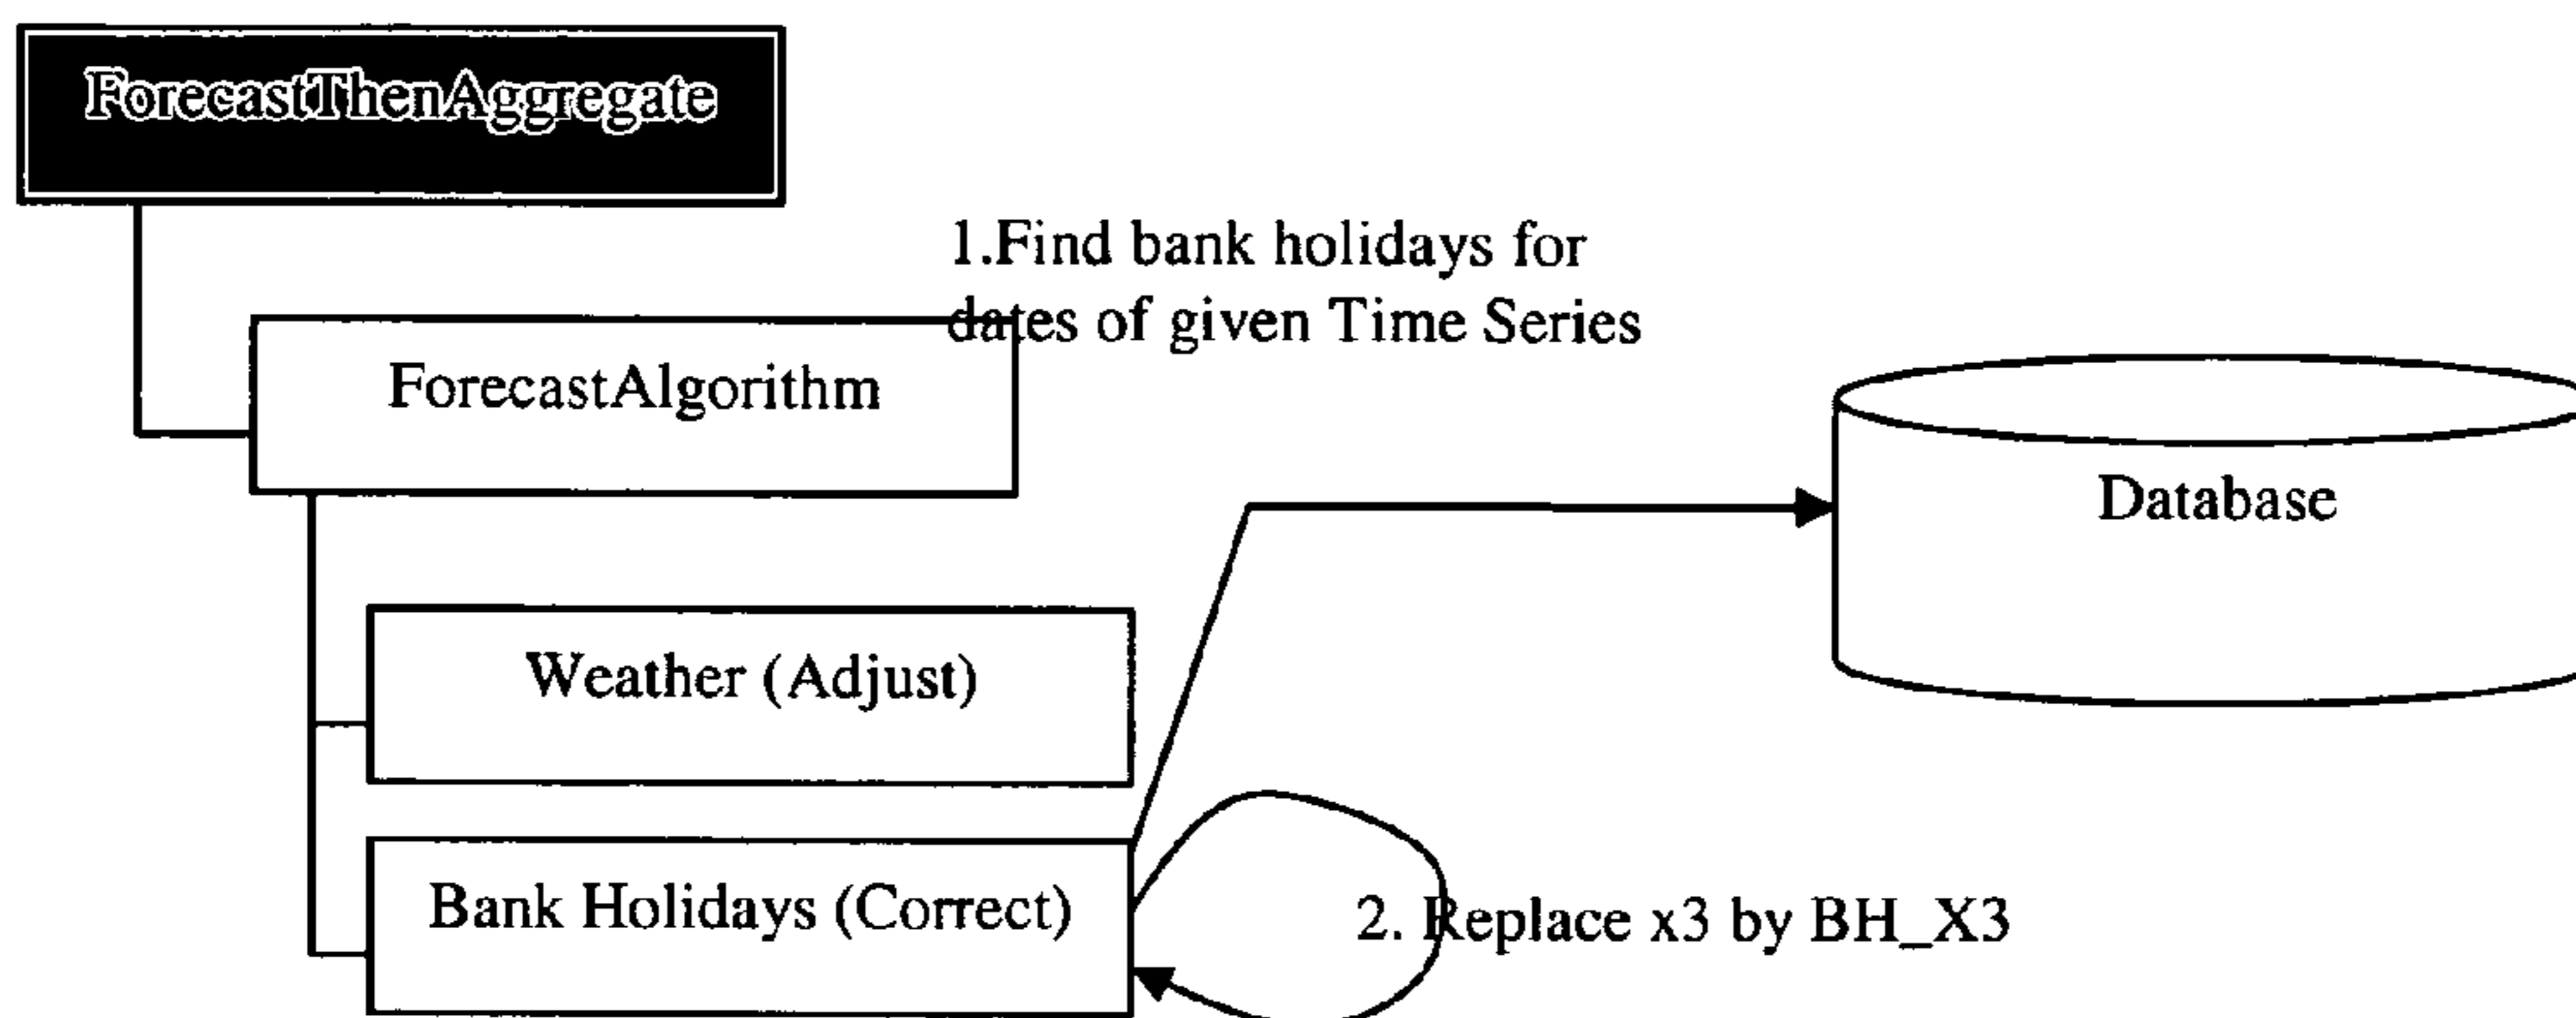 ForecastThenAggregate
1.Find bank holidays for
dates of given Time Series
ForecastAlgorithm
Database
Weather (Adjust)
Bank Holidays (Correct)
2. Replace x3 by BH_X3